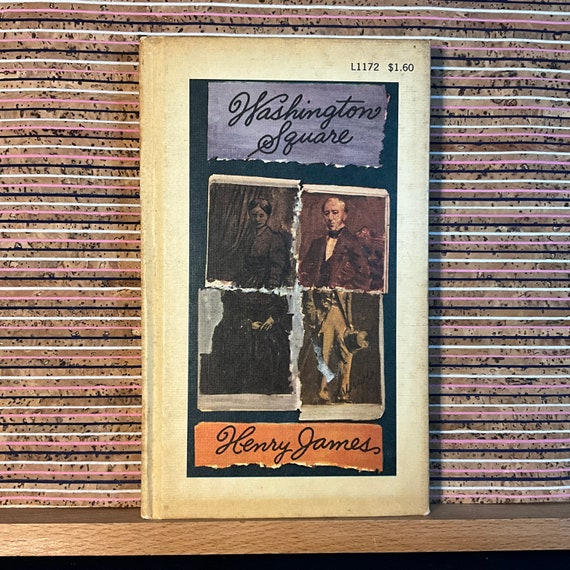 L1172 $1.60
Washington
Square
Henry James